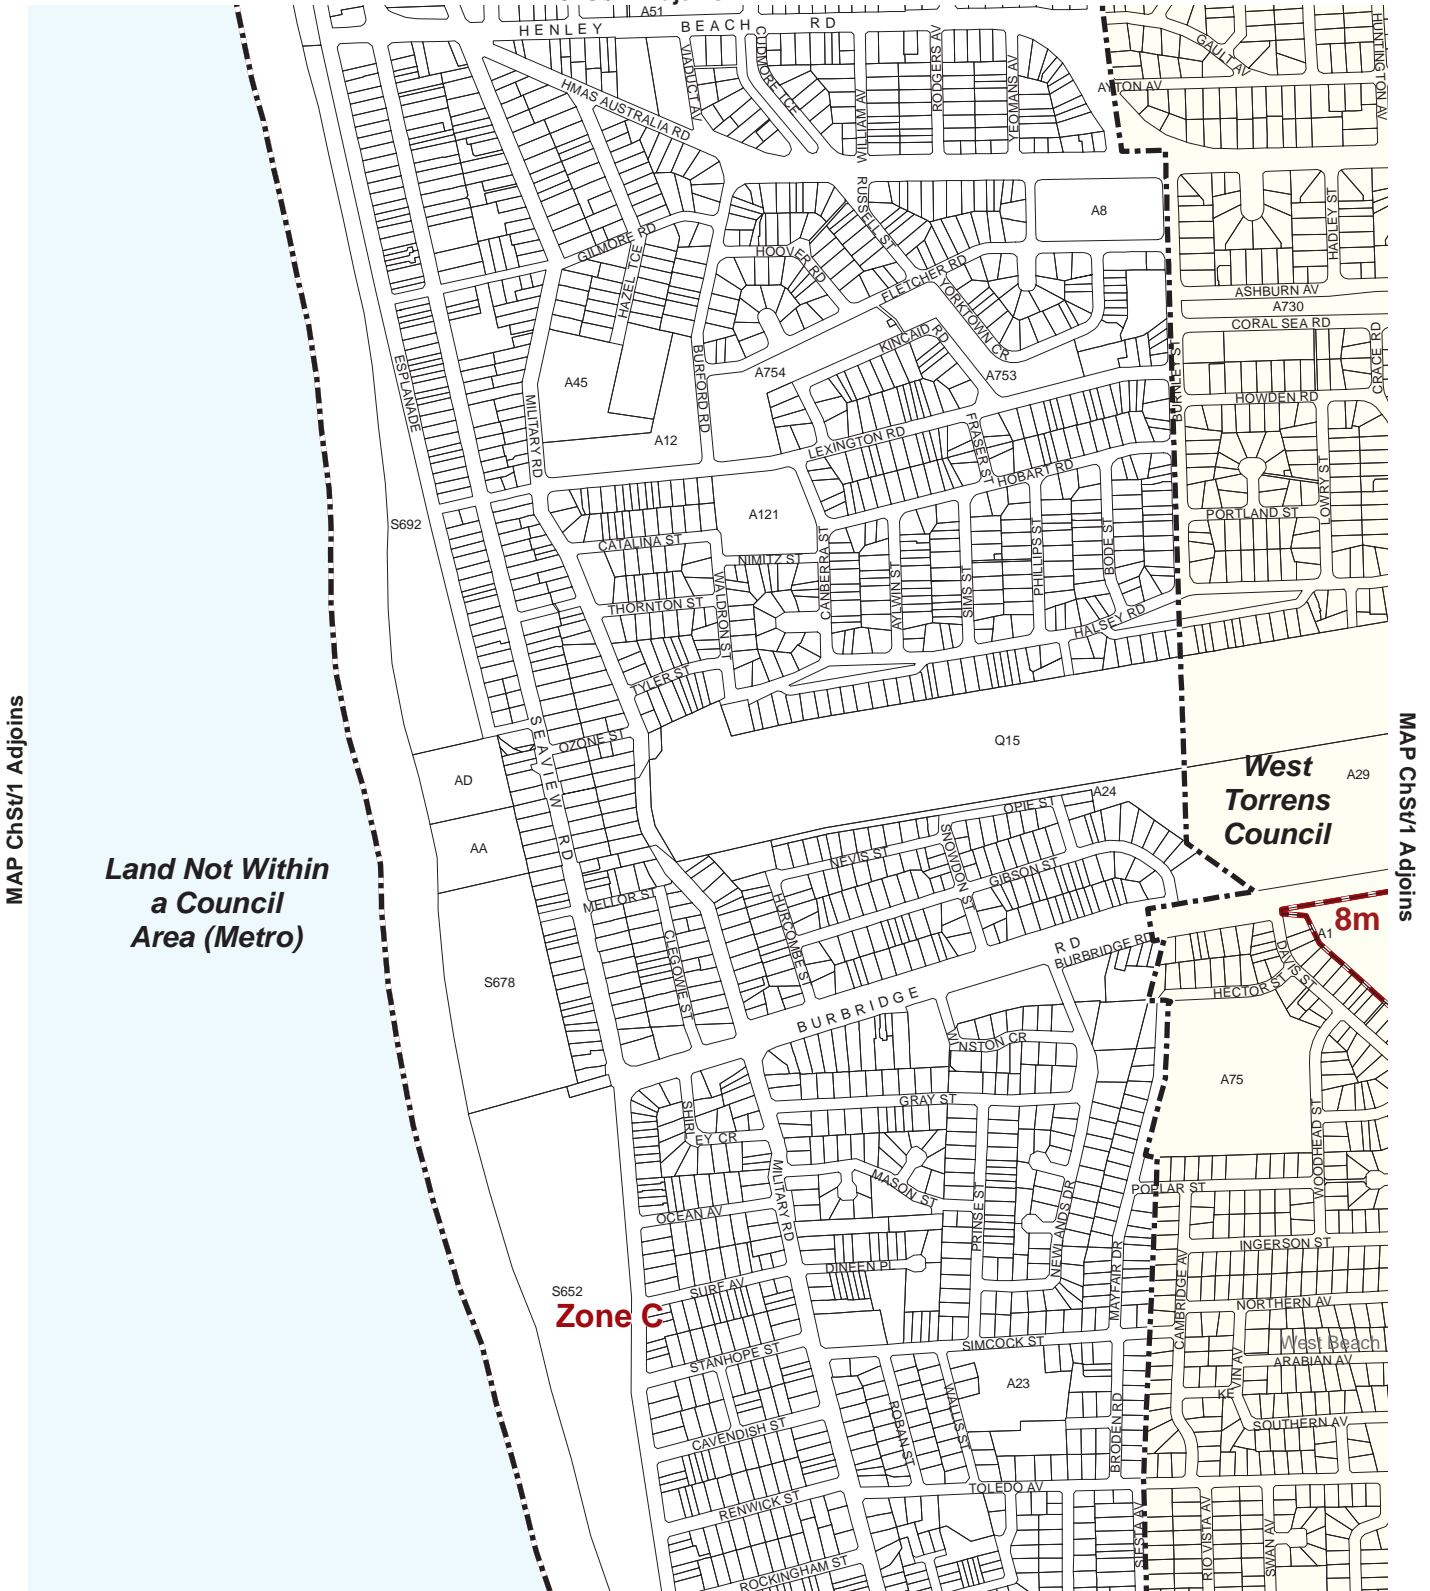 A51
HENLEY BEACH RD
GAULT AV
HUNTINGTON AV
AYTON AV
VIADUCT AV
CUDMORE TCE
WILLIAM AV
RODGERS AV
YEOMANS AV
HMAS AUSTRALIA RD
RUSSELL ST
A8
HADLEY ST
GILMORE RD
HAZEL TCE
HOOVER RD
FLETCHER RD
YORKTOWN CR
ASHBURN AV
A730
CORAL SEA RD
KINCAID RD
CRACE RD
ESPLANADE
BURFORD RD
A754
A753
BURNLEY ST
A45
HOWDEN RD
MILITARY RD
A12
LEXINGTON RD
FRASER ST
HOBART RD
LOWRY ST
S692
A121
PORTLAND ST
CATALINA ST
NIMITZ ST
CANBERRA ST
AYLWIN ST
SIMS ST
PHILLIPS ST
BODE ST
THORNTON ST
WALDRON ST
HALSEY RD
TYLER ST
SEAVIEW RD
OZONE ST
Q15
MAP ChSt/1 Adjoins
MAP ChSt/1 Adjoins
AD
West
Torrens
Council
A29
A24
OPIE ST
AA
NEVIS ST
SNOWDON ST
GIBSON ST
Land Not Within
a Council
Area (Metro)
MELLOR ST
HURCOMBE S
CLEGOWIE ST
8m
A1
RD
BURBRIDGE RD
DAVIS ST
HECTOR ST
S678
BURBRIDGE
WINSTON CR
A75
GRAY ST
SHIRLEY CR
WOODHEAD ST
MASON ST
MILITARY RD
PRINSE ST
NEWLANDS DR
POPLAR ST
OCEAN AV
INGERSON ST
DINEEN PL
MAYFAIR DR
CAMBRIDGE AV
S652
SURF AV
NORTHERN AV
Zone C
SIMCOCK ST
West Beach
STANHOPE ST
ARABIAN AV
A23
KEVIN AV
WALLIS ST
ROBAN ST
BRODEN RD
CAVENDISH ST
SOUTHERN AV
TOLEDO AV
RENWICK ST
SIESTA AV
RIO VISTA AV
SWAN AV
ROCKINGHAM ST